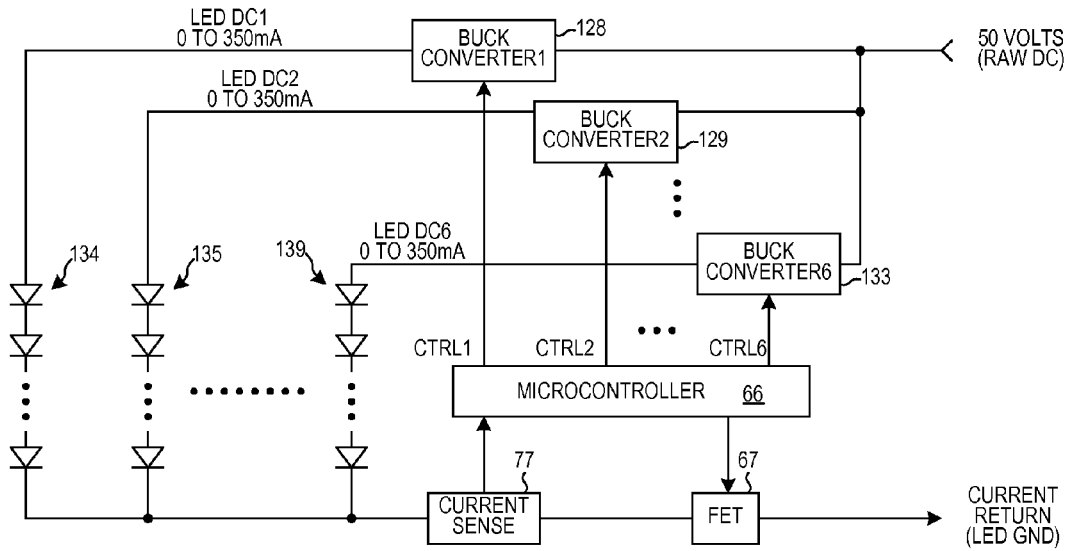 LED DC1
0 TO 350mA
BUCK
CONVERTER1
128
50 VOLTS
(RAW DC)
LED DC2
0 TO 350mA
BUCK
CONVERTER2
129
LED DC6
0 TO 350mA
BUCK
CONVERTER6
133
134
135
139
CTRL1
CTRL2
CTRL6
MICROCONTROLLER 66
77
67
CURRENT
SENSE
FET
CURRENT
RETURN
(LED GND)